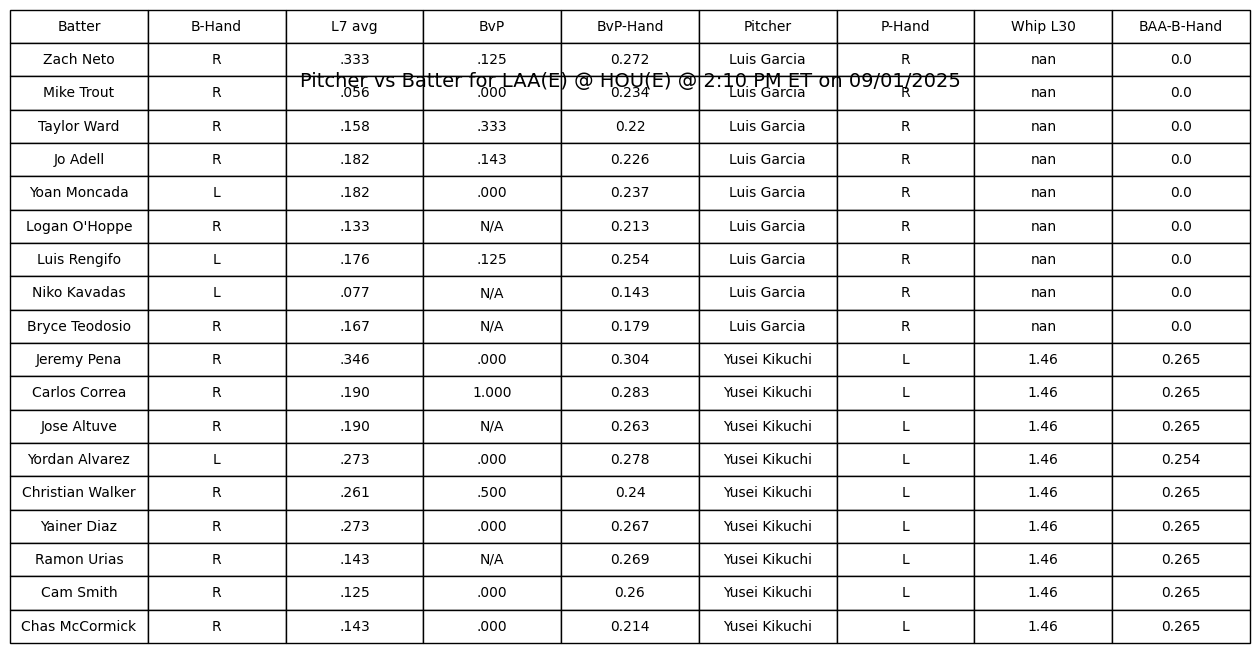 Batter B-Hand L7 avg BvP BvP-Hand Pitcher P-Hand Whip L30 BAA-B-Hand
Zach Neto R .333 .125 0.272 Luis Garcia R nan 0.0
Pitcher vs Batter for LAA(E) @ HOU(E) @ 2:10 PM ET on 09/01/2025
Mike Trout R .056 .000 0.234 Luis Garcia R nan 0.0
Taylor Ward R .158 .333 0.22 Luis Garcia R nan 0.0
Jo Adell R .182 .143 0.226 Luis Garcia R nan 0.0
Yoan Moncada L .182 .000 0.237 Luis Garcia R nan 0.0
Logan O'Hoppe R .133 N/A 0.213 Luis Garcia R nan 0.0
Luis Rengifo L .176 .125 0.254 Luis Garcia R nan 0.0
Niko Kavadas L .077 N/A 0.143 Luis Garcia R nan 0.0
Bryce Teodosio R .167 N/A 0.179 Luis Garcia R nan 0.0
Jeremy Pena R .346 .000 0.304 Yusei Kikuchi L 1.46 0.265
Carlos Correa R .190 1.000 0.283 Yusei Kikuchi L 1.46 0.265
Jose Altuve R .190 N/A 0.263 Yusei Kikuchi L 1.46 0.265
Yordan Alvarez L .273 .000 0.278 Yusei Kikuchi L 1.46 0.254
Christian Walker R .261 .500 0.24 Yusei Kikuchi L 1.46 0.265
Yainer Diaz R .273 .000 0.267 Yusei Kikuchi L 1.46 0.265
Ramon Urias R .143 N/A 0.269 Yusei Kikuchi L 1.46 0.265
Cam Smith R .125 .000 0.26 Yusei Kikuchi L 1.46 0.265
Chas McCormick R .143 .000 0.214 Yusei Kikuchi L 1.46 0.265